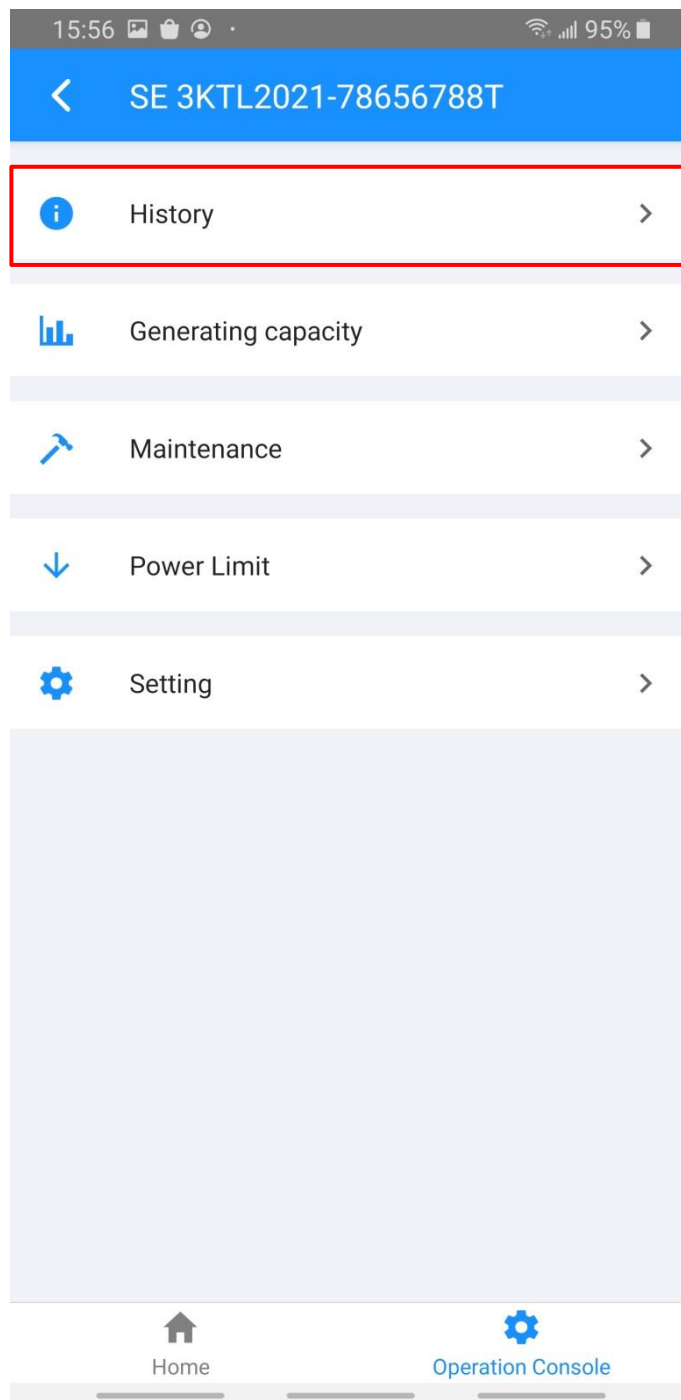 15:56 95%
SE 3KTL2021-78656788T
History
Generating capacity
Maintenance
Power Limit
Setting
Home Operation Console